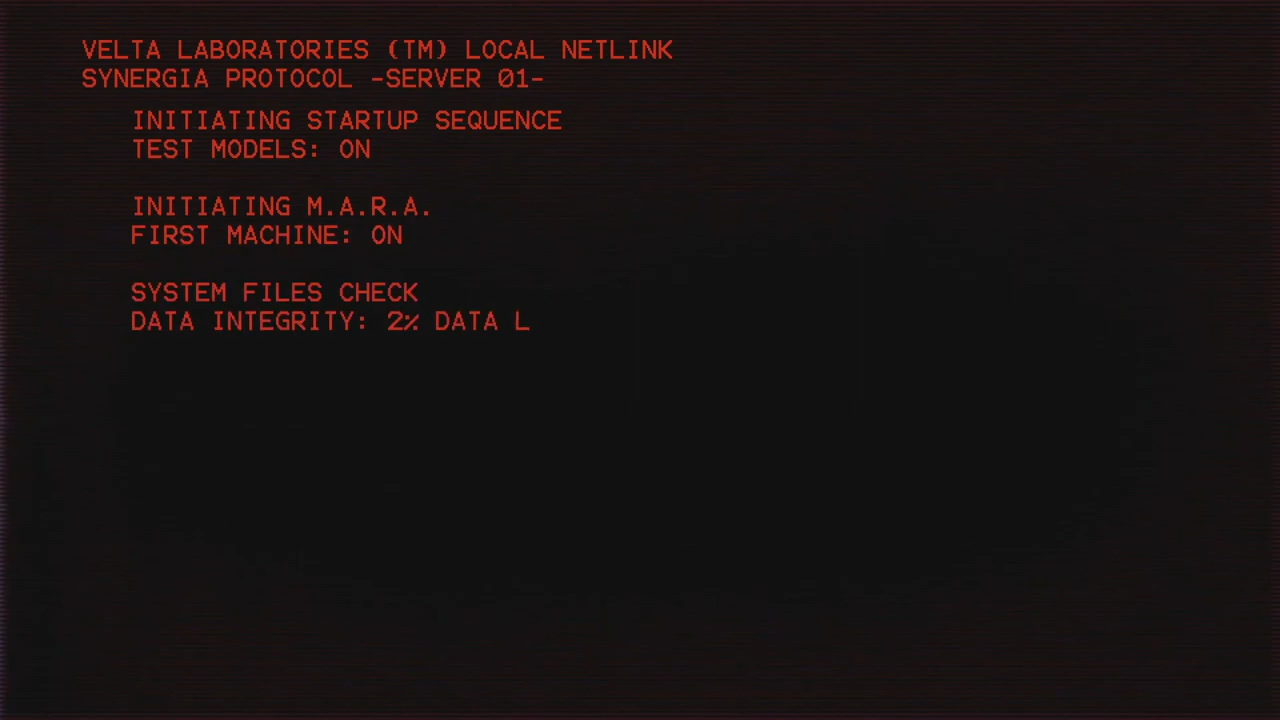 VELTA LABORATORIES (TM) LOCAL NETLINK
SYNERGIA PROTOCOL -SERVER 01-
INITIATING STARTUP SEQUENCE
TEST MODELS: ON
INITIATING M.A.R.A.
FIRST MACHINE: ON
SYSTEM FILES CHECK
DATA INTEGRITY: 2% DATA L